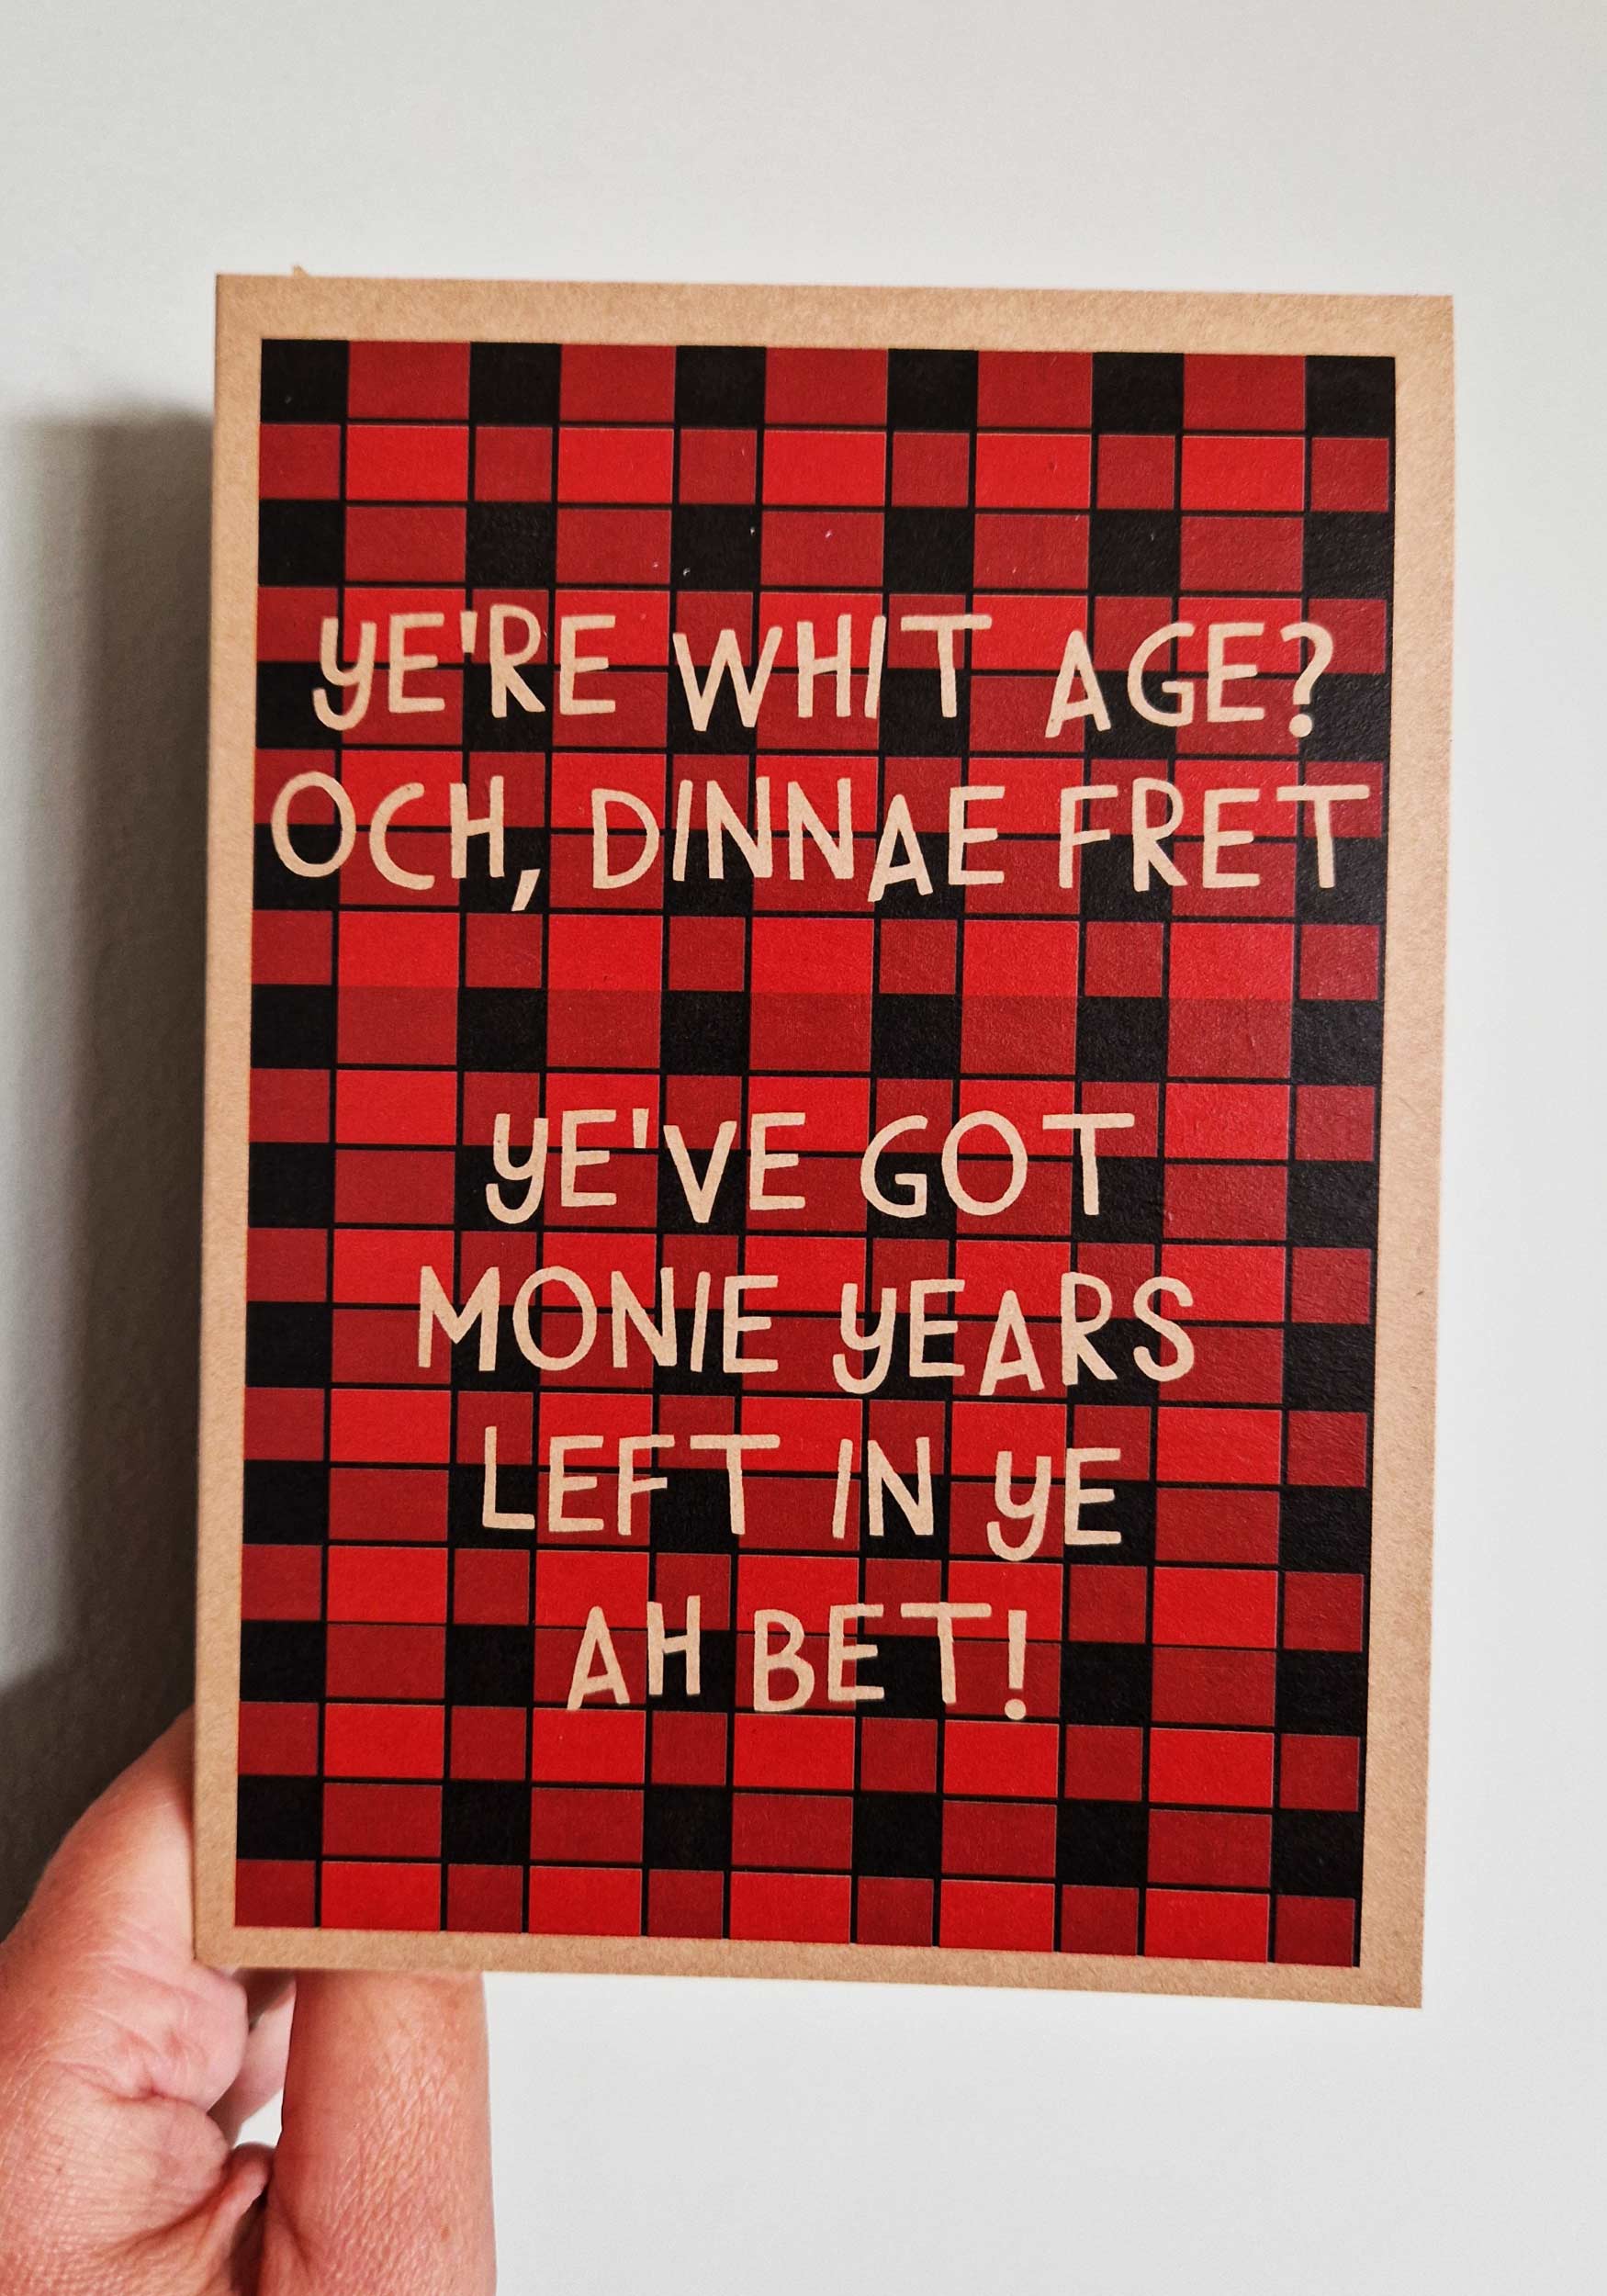 YE'RE WHIT AGE?
OCH, DINNAE FRET
YE'VE GOT
MONIE YEARS
LEFT IN YE
AH BET!